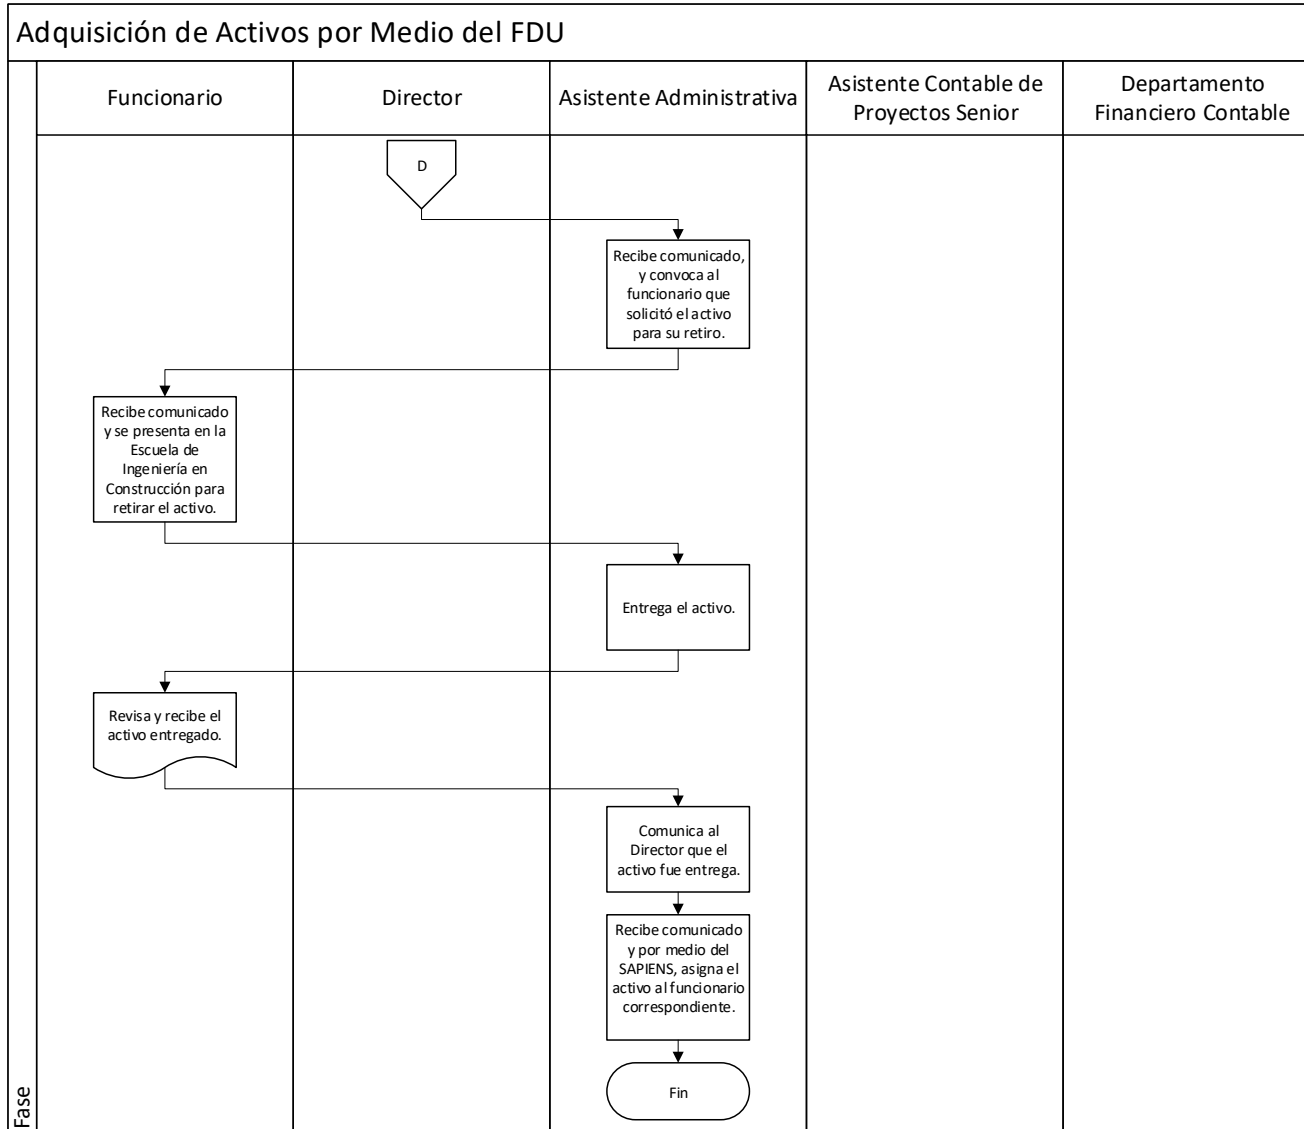 Adquisición de Activos por Medio del FDU
Funcionario
Director
Asistente Administrativa
Asistente Contable de
Proyectos Senior
Departamento
Financiero Contable
D
Recibe comunicado,
y convoca al
funcionario que
solicitó el activo
para su retiro.
Recibe comunicado
y se presenta en la
Escuela de
Ingeniería en
Construcción para
retirar el activo.
Entrega el activo.
Revisa y recibe el
activo entregado.
Comunica al
Director que el
activo fue entrega.
Recibe comunicado
y por medio del
SAPIENS, asigna el
activo al funcionario
correspondiente.
Fin
Fase